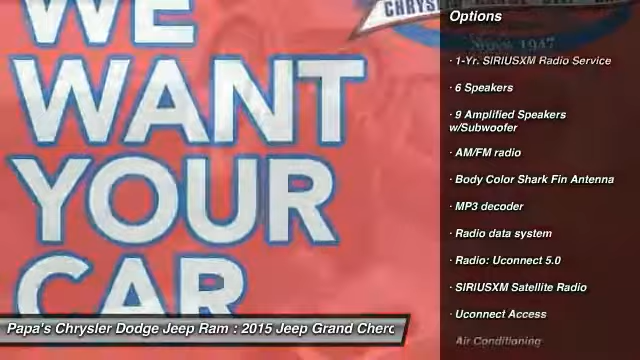 WE
WANT
YOUR
CAR
CHRYSLER
Since 1947
Options
· 1-Yr. SIRIUSXM Radio Service
· 6 Speakers
· 9 Amplified Speakers
w/Subwoofer
· AM/FM radio
· Body Color Shark Fin Antenna
· MP3 decoder
· Radio data system
· Radio: Uconnect 5.0
· SIRIUSXM Satellite Radio
· Uconnect Access
Air Conditioning
Papa's Chrysler Dodge Jeep Ram : 2015 Jeep Grand Cherc